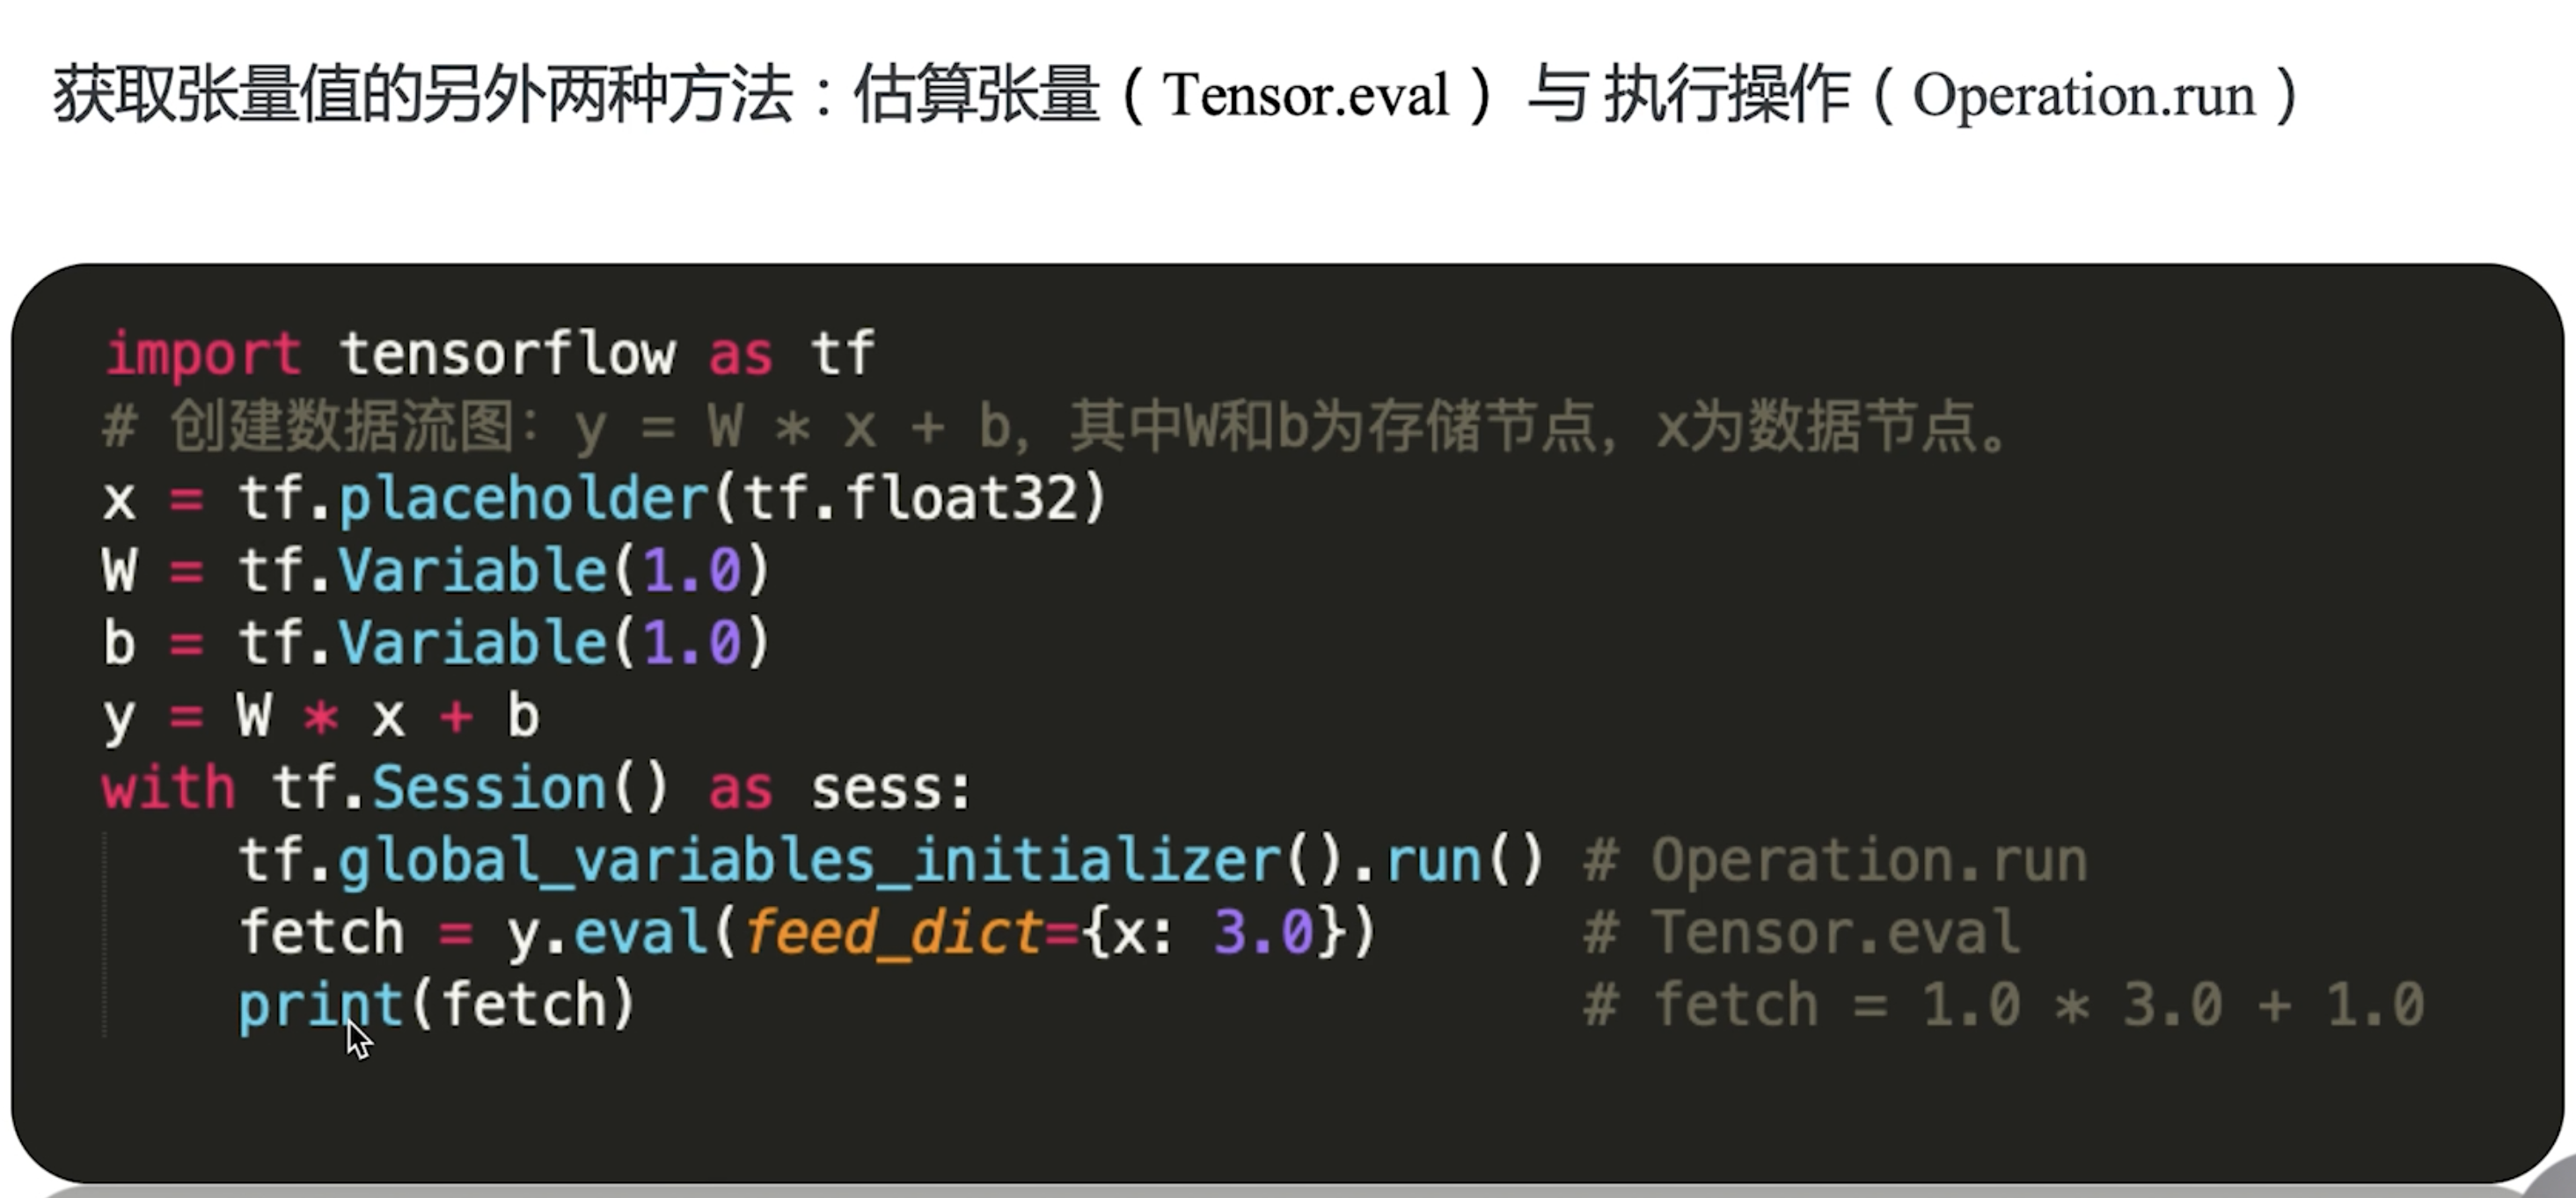 获取张量值的另外两种方法：估算张量（Tensor.eval） 与 执行操作（Operation.run）
import tensorflow as tf
# 创建数据流图：y = W * x + b，其中W和b为存储节点，x为数据节点。
x = tf.placeholder(tf.float32)
W = tf.Variable(1.0)
b = tf.Variable(1.0)
y = W * x + b
with tf.Session() as sess:
    tf.global_variables_initializer().run() # Operation.run
    fetch = y.eval(feed_dict={x: 3.0})      # Tensor.eval
    print(fetch)                            # fetch = 1.0 * 3.0 + 1.0